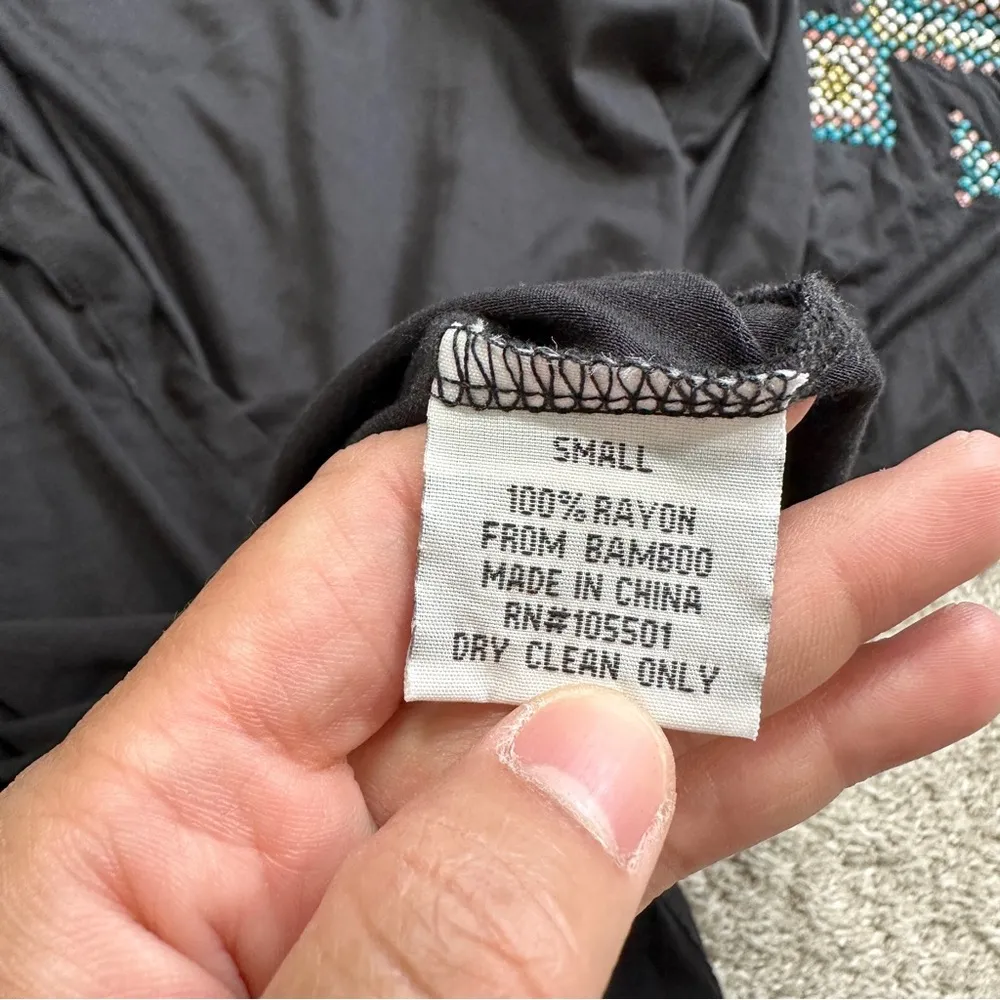 SMALL
100% RAYON
FROM BAMBOO
MADE IN CHINA
RN#105501
DRY CLEAN ONLY